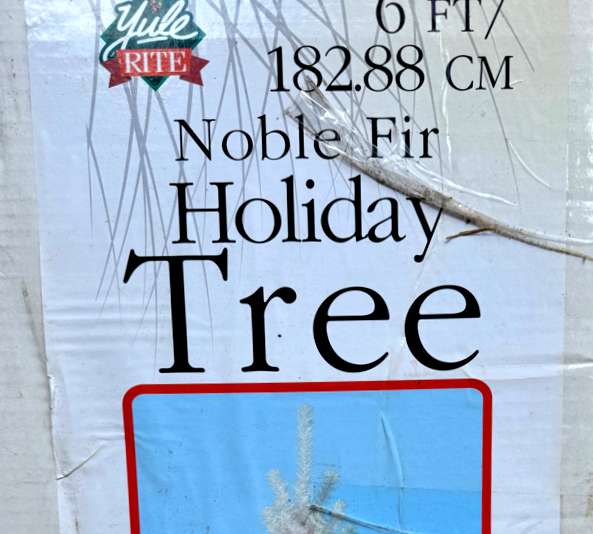 Yule
RITE
6 FT/
182.88 CM
Noble Fir
Holiday
Tree